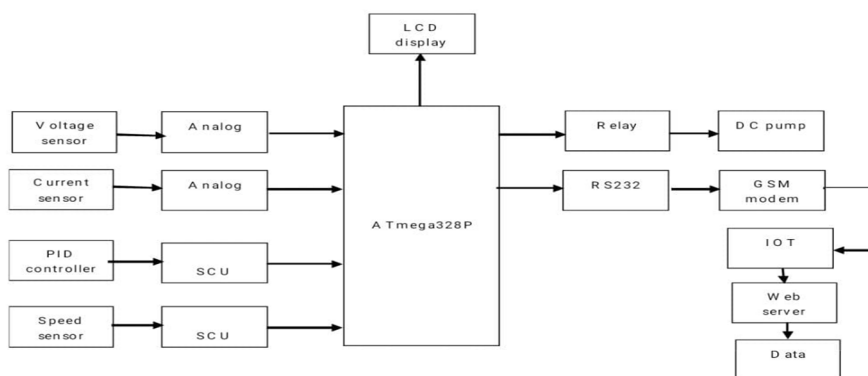 LCD
display
Voltage
sensor
Analog
Relay
DC pump
Current
sensor
Analog
RS232
GSM
modem
ATmega328P
PID
controller
SCU
IOT
Speed
sensor
SCU
Web
server
Data